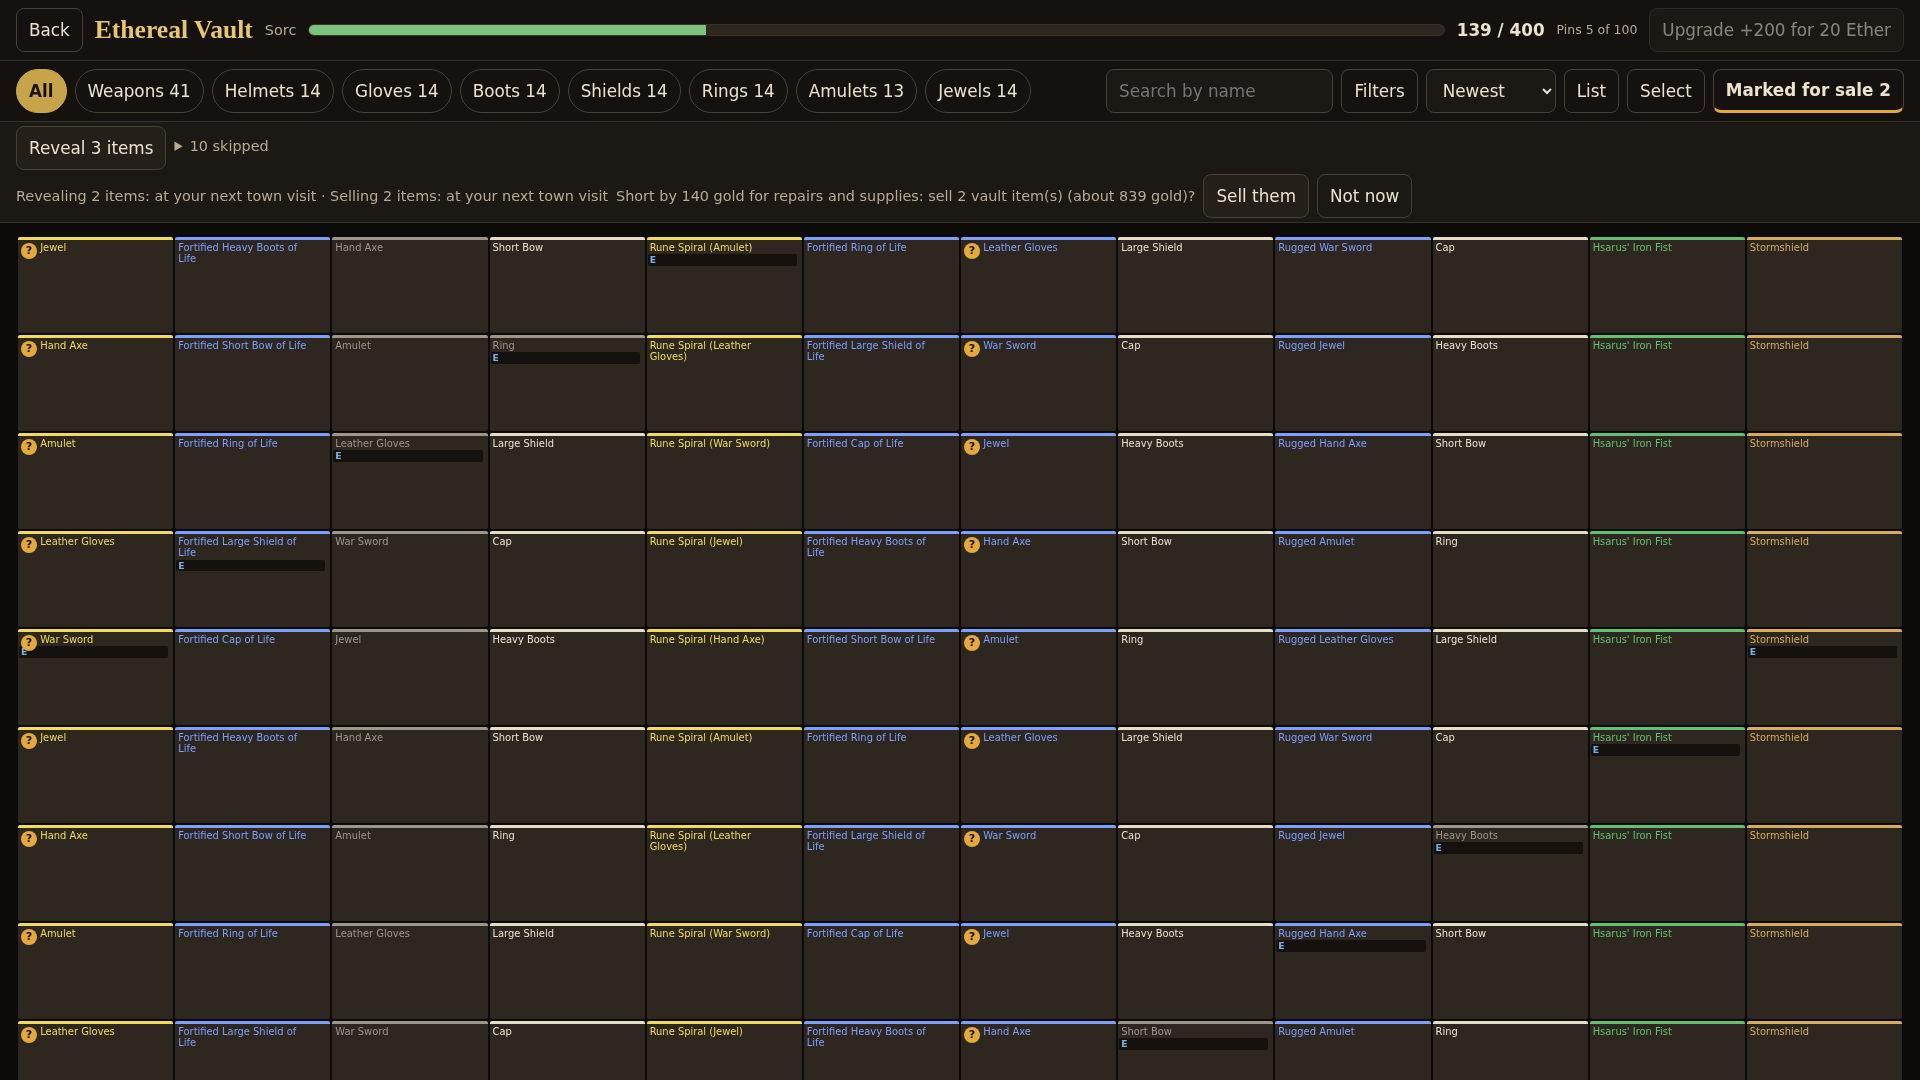 Back Ethereal Vault Sorc 139 / 400 Pins 5 of 100 Upgrade +200 for 20 Ether
All Weapons 41 Helmets 14 Gloves 14 Boots 14 Shields 14 Rings 14 Amulets 13 Jewels 14 Search by name Filters Newest List Select Marked for sale 2
Reveal 3 items ▶ 10 skipped
Revealing 2 items: at your next town visit · Selling 2 items: at your next town visit Short by 140 gold for repairs and supplies: sell 2 vault item(s) (about 839 gold)? Sell them Not now
? Jewel Fortified Heavy Boots of Hand Axe Short Bow Rune Spiral (Amulet) Fortified Ring of Life ? Leather Gloves Large Shield Rugged War Sword Cap Hsarus' Iron Fist Stormshield
Life E
? Hand Axe Fortified Short Bow of Life Amulet Ring Rune Spiral (Leather Fortified Large Shield of ? War Sword Cap Rugged Jewel Heavy Boots Hsarus' Iron Fist Stormshield
E Gloves) Life
? Amulet Fortified Ring of Life Leather Gloves Large Shield Rune Spiral (War Sword) Fortified Cap of Life ? Jewel Heavy Boots Rugged Hand Axe Short Bow Hsarus' Iron Fist Stormshield
E
? Leather Gloves Fortified Large Shield of War Sword Cap Rune Spiral (Jewel) Fortified Heavy Boots of ? Hand Axe Short Bow Rugged Amulet Ring Hsarus' Iron Fist Stormshield
Life Life
E
? War Sword Fortified Cap of Life Jewel Heavy Boots Rune Spiral (Hand Axe) Fortified Short Bow of Life ? Amulet Ring Rugged Leather Gloves Large Shield Hsarus' Iron Fist Stormshield
E E
? Jewel Fortified Heavy Boots of Hand Axe Short Bow Rune Spiral (Amulet) Fortified Ring of Life ? Leather Gloves Large Shield Rugged War Sword Cap Hsarus' Iron Fist Stormshield
Life E
? Hand Axe Fortified Short Bow of Life Amulet Ring Rune Spiral (Leather Fortified Large Shield of ? War Sword Cap Rugged Jewel Heavy Boots Hsarus' Iron Fist Stormshield
Gloves) Life E
? Amulet Fortified Ring of Life Leather Gloves Large Shield Rune Spiral (War Sword) Fortified Cap of Life ? Jewel Heavy Boots Rugged Hand Axe Short Bow Hsarus' Iron Fist Stormshield
E
? Leather Gloves Fortified Large Shield of War Sword Cap Rune Spiral (Jewel) Fortified Heavy Boots of ? Hand Axe Short Bow Rugged Amulet Ring Hsarus' Iron Fist Stormshield
Life Life E